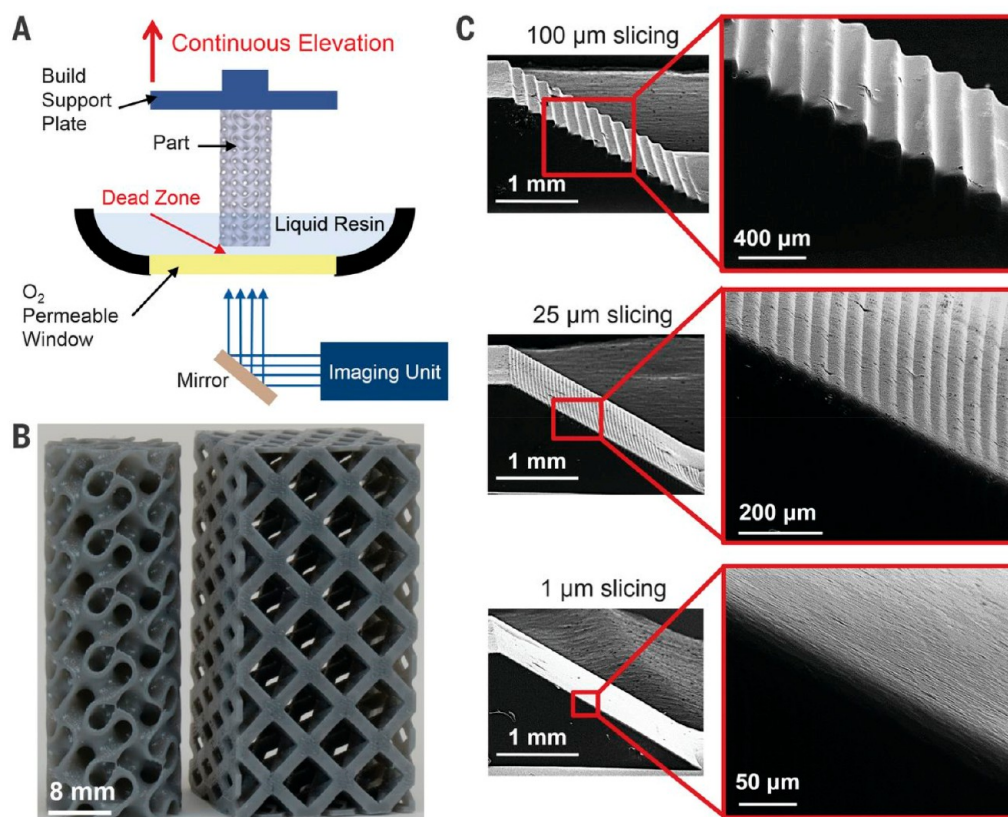 A
Continuous Elevation
Build
Support
Plate
Part
Dead Zone
Liquid Resin
O₂
Permeable
Window
Mirror
Imaging Unit
B
8 mm
C
100 µm slicing
1 mm
400 µm
25 µm slicing
1 mm
200 µm
1 µm slicing
1 mm
50 µm